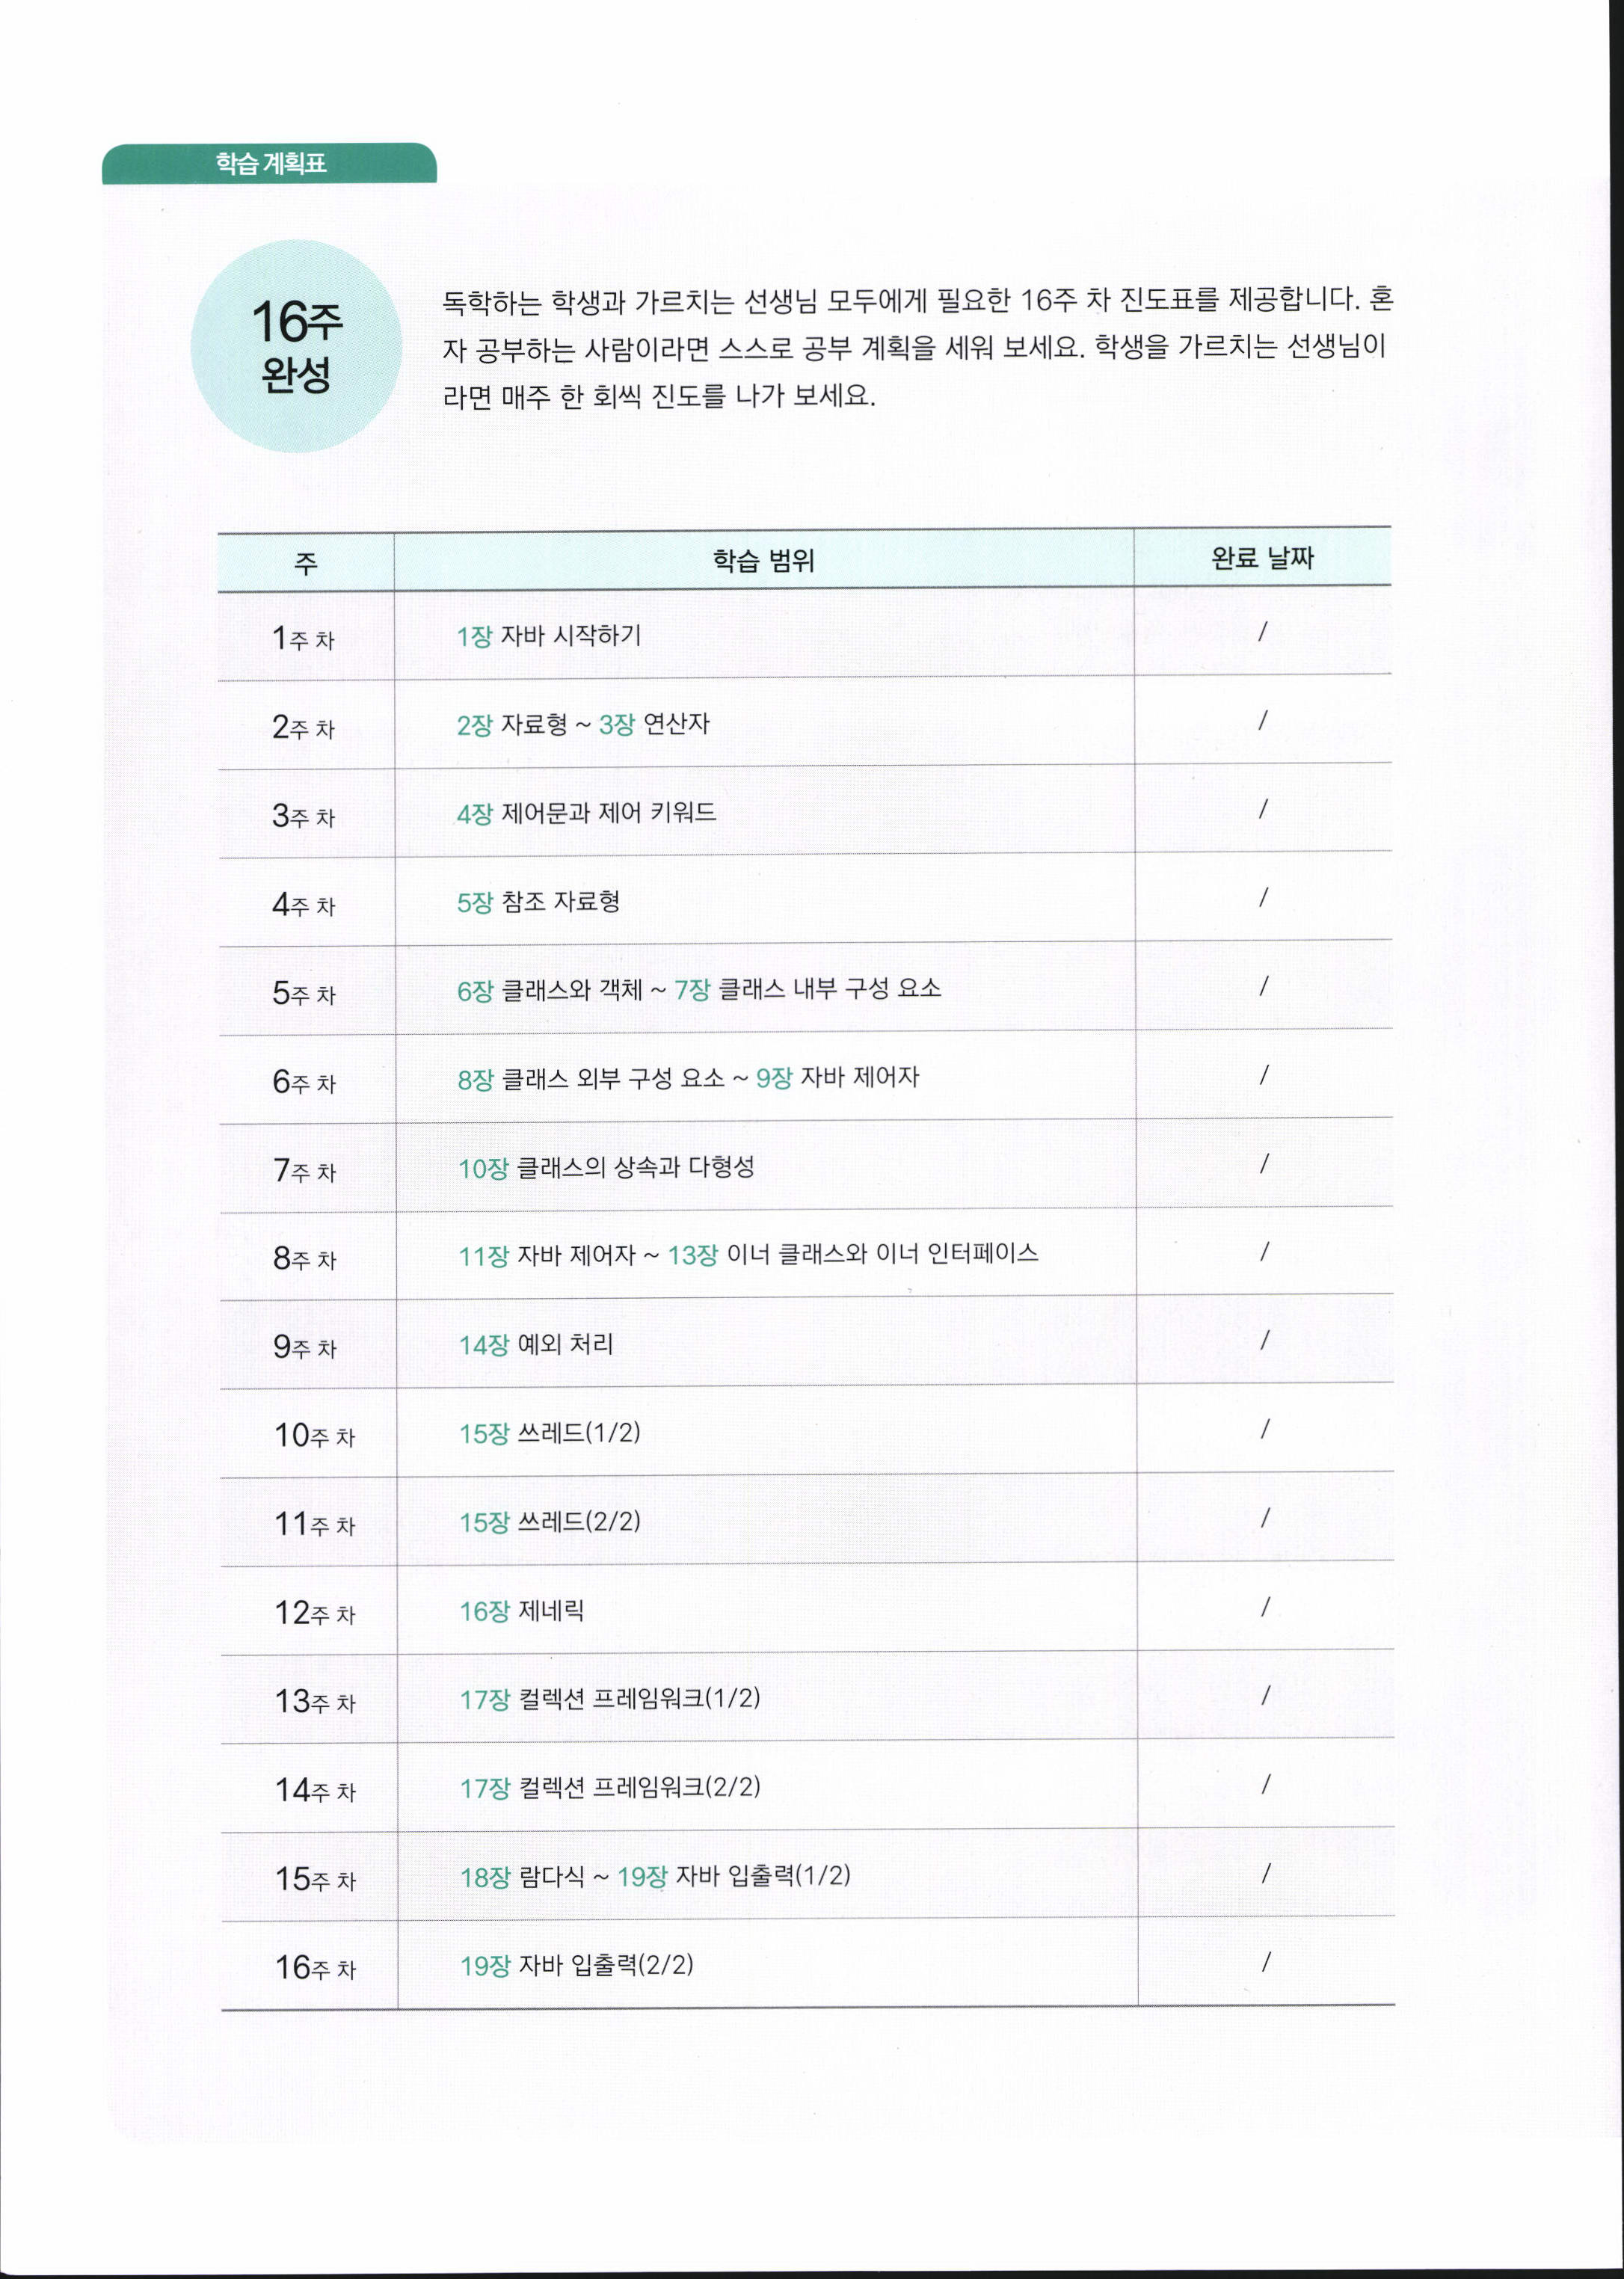 학습 계획표
16주
완성
독학하는 학생과 가르치는 선생님 모두에게 필요한 16주 차 진도표를 제공합니다. 혼
자 공부하는 사람이라면 스스로 공부 계획을 세워 보세요. 학생을 가르치는 선생님이
라면 매주 한 회씩 진도를 나가 보세요.
주 학습 범위 완료 날짜
1주 차 1장 자바 시작하기 /
2주 차 2장 자료형 ~ 3장 연산자 /
3주 차 4장 제어문과 제어 키워드 /
4주 차 5장 참조 자료형 /
5주 차 6장 클래스와 객체 ~ 7장 클래스 내부 구성 요소 /
6주 차 8장 클래스 외부 구성 요소 ~ 9장 자바 제어자 /
7주 차 10장 클래스의 상속과 다형성 /
8주 차 11장 자바 제어자 ~ 13장 이너 클래스와 이너 인터페이스 /
9주 차 14장 예외 처리 /
10주 차 15장 쓰레드(1/2) /
11주 차 15장 쓰레드(2/2) /
12주 차 16장 제네릭 /
13주 차 17장 컬렉션 프레임워크(1/2) /
14주 차 17장 컬렉션 프레임워크(2/2) /
15주 차 18장 람다식 ~ 19장 자바 입출력(1/2) /
16주 차 19장 자바 입출력(2/2) /